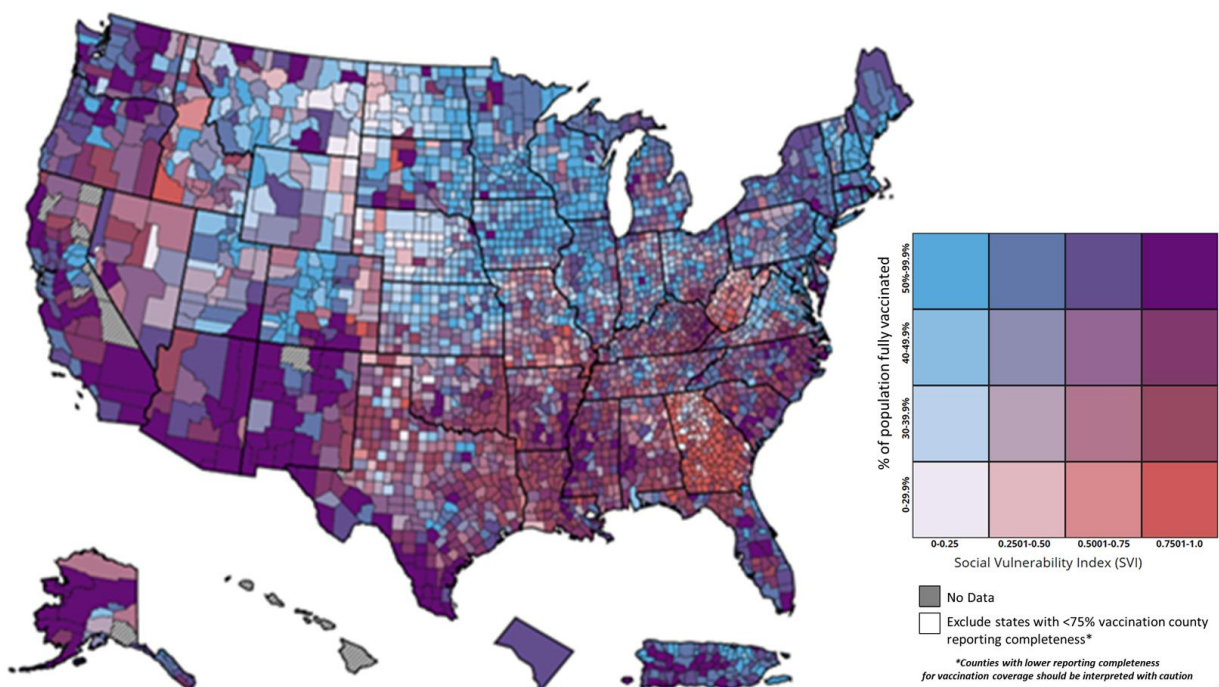 % of population fully vaccinated
50%-99.9%
40-49.9%
30-39.9%
0-29.9%
0-0.25
0.2501-0.50
0.5001-0.75
0.7501-1.0
Social Vulnerability Index (SVI)
No Data
Exclude states with <75% vaccination county
reporting completeness*
*Counties with lower reporting completeness
for vaccination coverage should be interpreted with caution